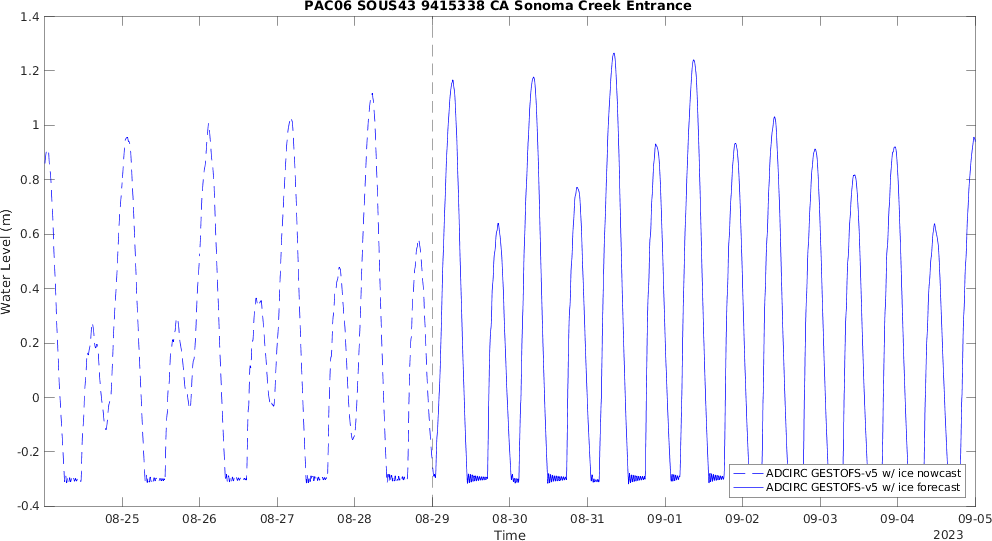 PAC06 SOUS43 9415338 CA Sonoma Creek Entrance
1.4
1.2
1
0.8
0.6
0.4
0.2
0
-0.2
-0.4
Water Level (m)
ADCIRC GESTOFS-v5 w/ ice nowcast
ADCIRC GESTOFS-v5 w/ ice forecast
08-25 08-26 08-27 08-28 08-29 08-30 08-31 09-01 09-02 09-03 09-04 09-05
Time
2023